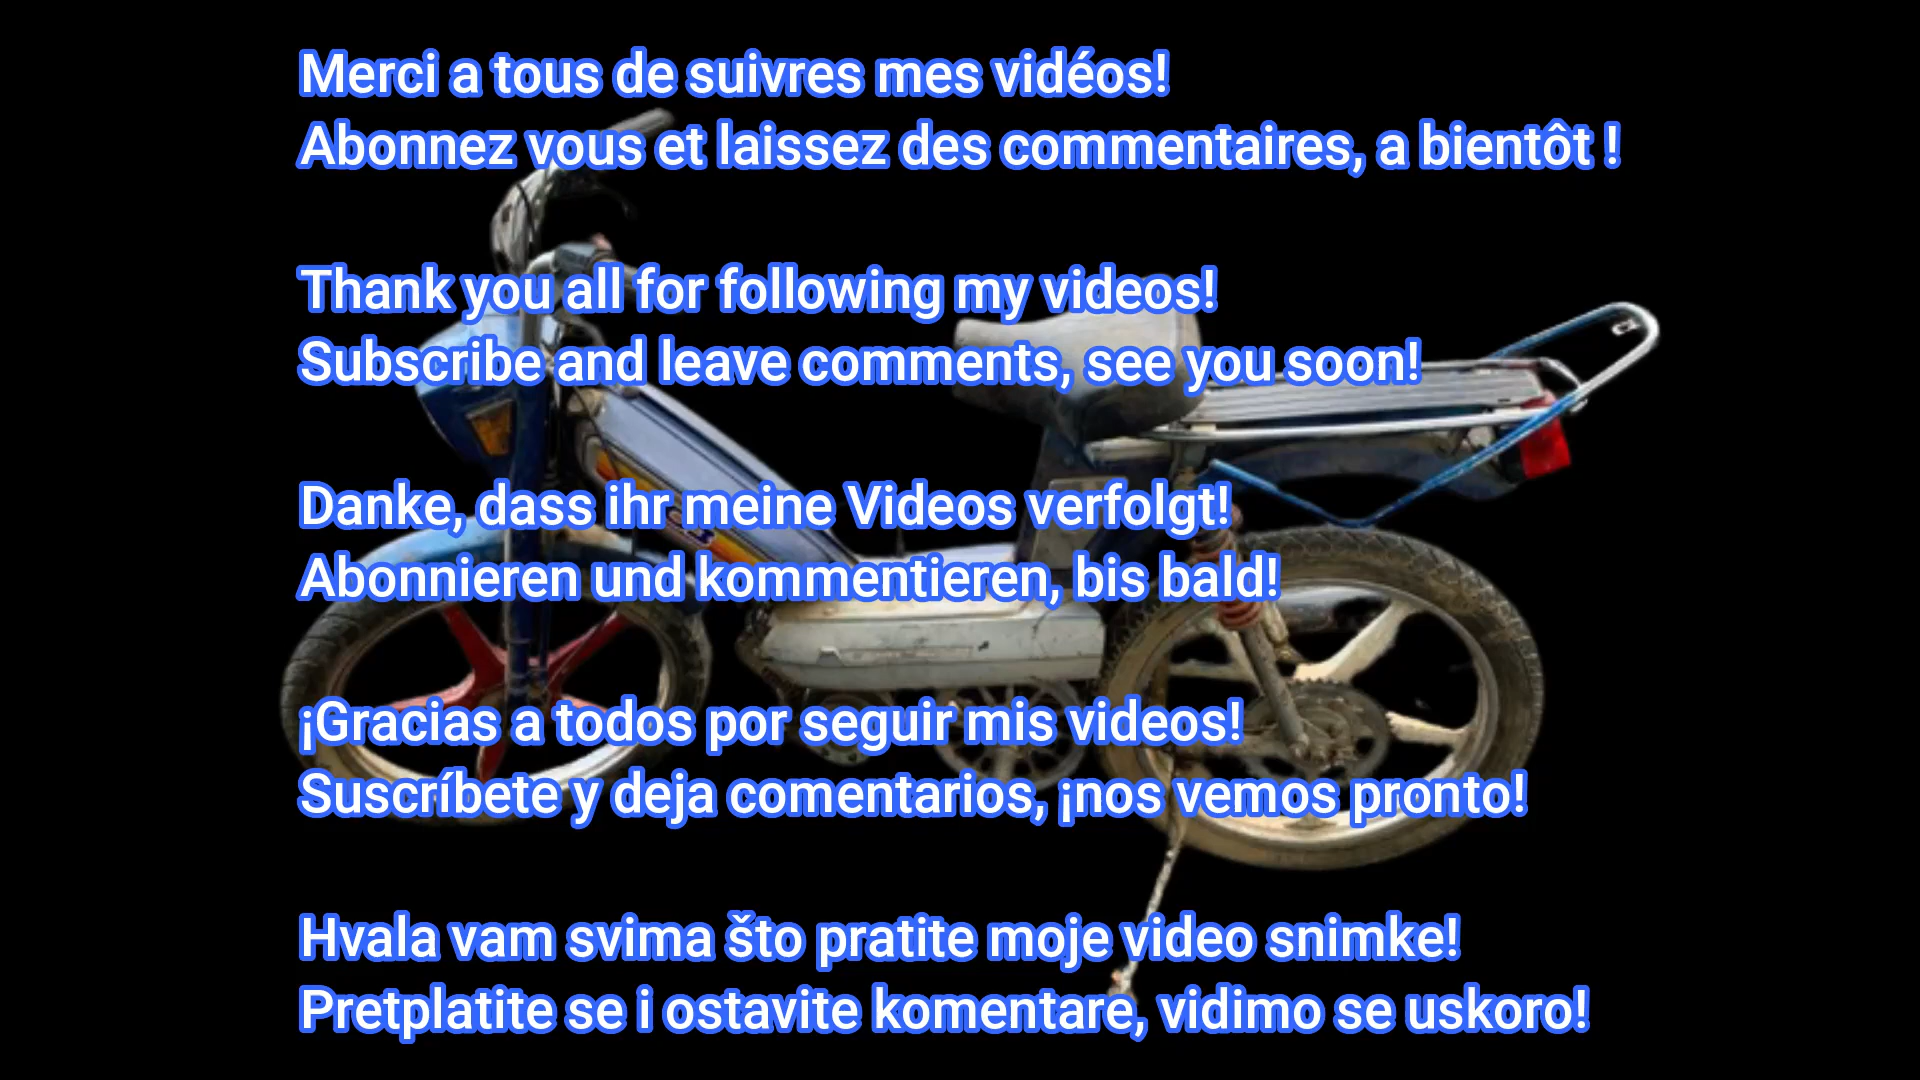 Merci a tous de suivres mes vidéos!
Abonnez vous et laissez des commentaires, a bientôt !
Thank you all for following my videos!
Subscribe and leave comments, see you soon!
Danke, dass ihr meine Videos verfolgt!
Abonnieren und kommentieren, bis bald!
¡Gracias a todos por seguir mis videos!
Suscríbete y deja comentarios, ¡nos vemos pronto!
Hvala vam svima što pratite moje video snimke!
Pretplatite se i ostavite komentare, vidimo se uskoro!